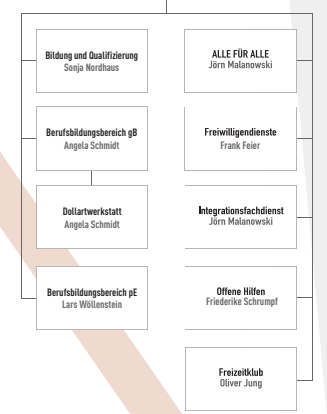 Bildung und Qualifizierung
Sonja Nordhaus
ALLE FÜR ALLE
Jörn Malanowski
Berufsbildungsbereich gB
Angela Schmidt
Freiwilligendienste
Frank Feier
Dollartwerkstatt
Angela Schmidt
Integrationsfachdienst
Jörn Malanowski
Berufsbildungsbereich pE
Lars Wöllenstein
Offene Hilfen
Friederike Schrumpf
Freizeitklub
Oliver Jung